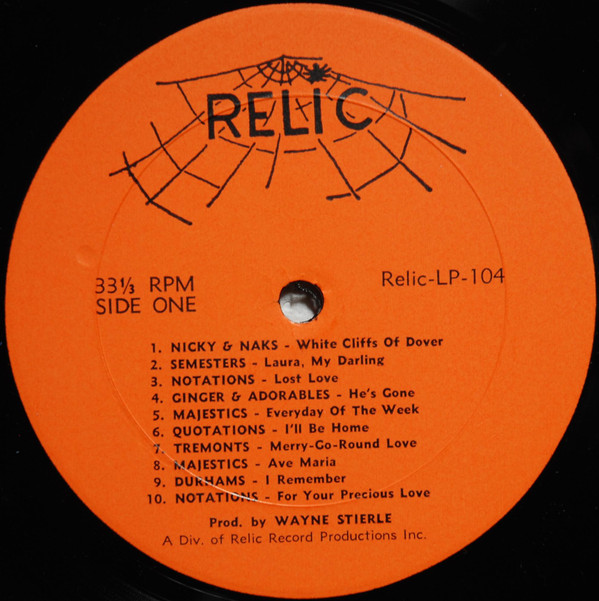 RELIC
33⅓ RPM
Relic-LP-104
SIDE ONE
1. NICKY & NAKS - White Cliffs Of Dover
2. SEMESTERS - Laura, My Darling
3. NOTATIONS - Lost Love
4. GINGER & ADORABLES - He's Gone
5. MAJESTICS - Everyday Of The Week
6. QUOTATIONS - I'll Be Home
7. TREMONTS - Merry-Go-Round Love
8. MAJESTICS - Ave Maria
9. DURHAMS - I Remember
10. NOTATIONS - For Your Precious Love
Prod. by WAYNE STIERLE
A Div. of Relic Record Productions Inc.